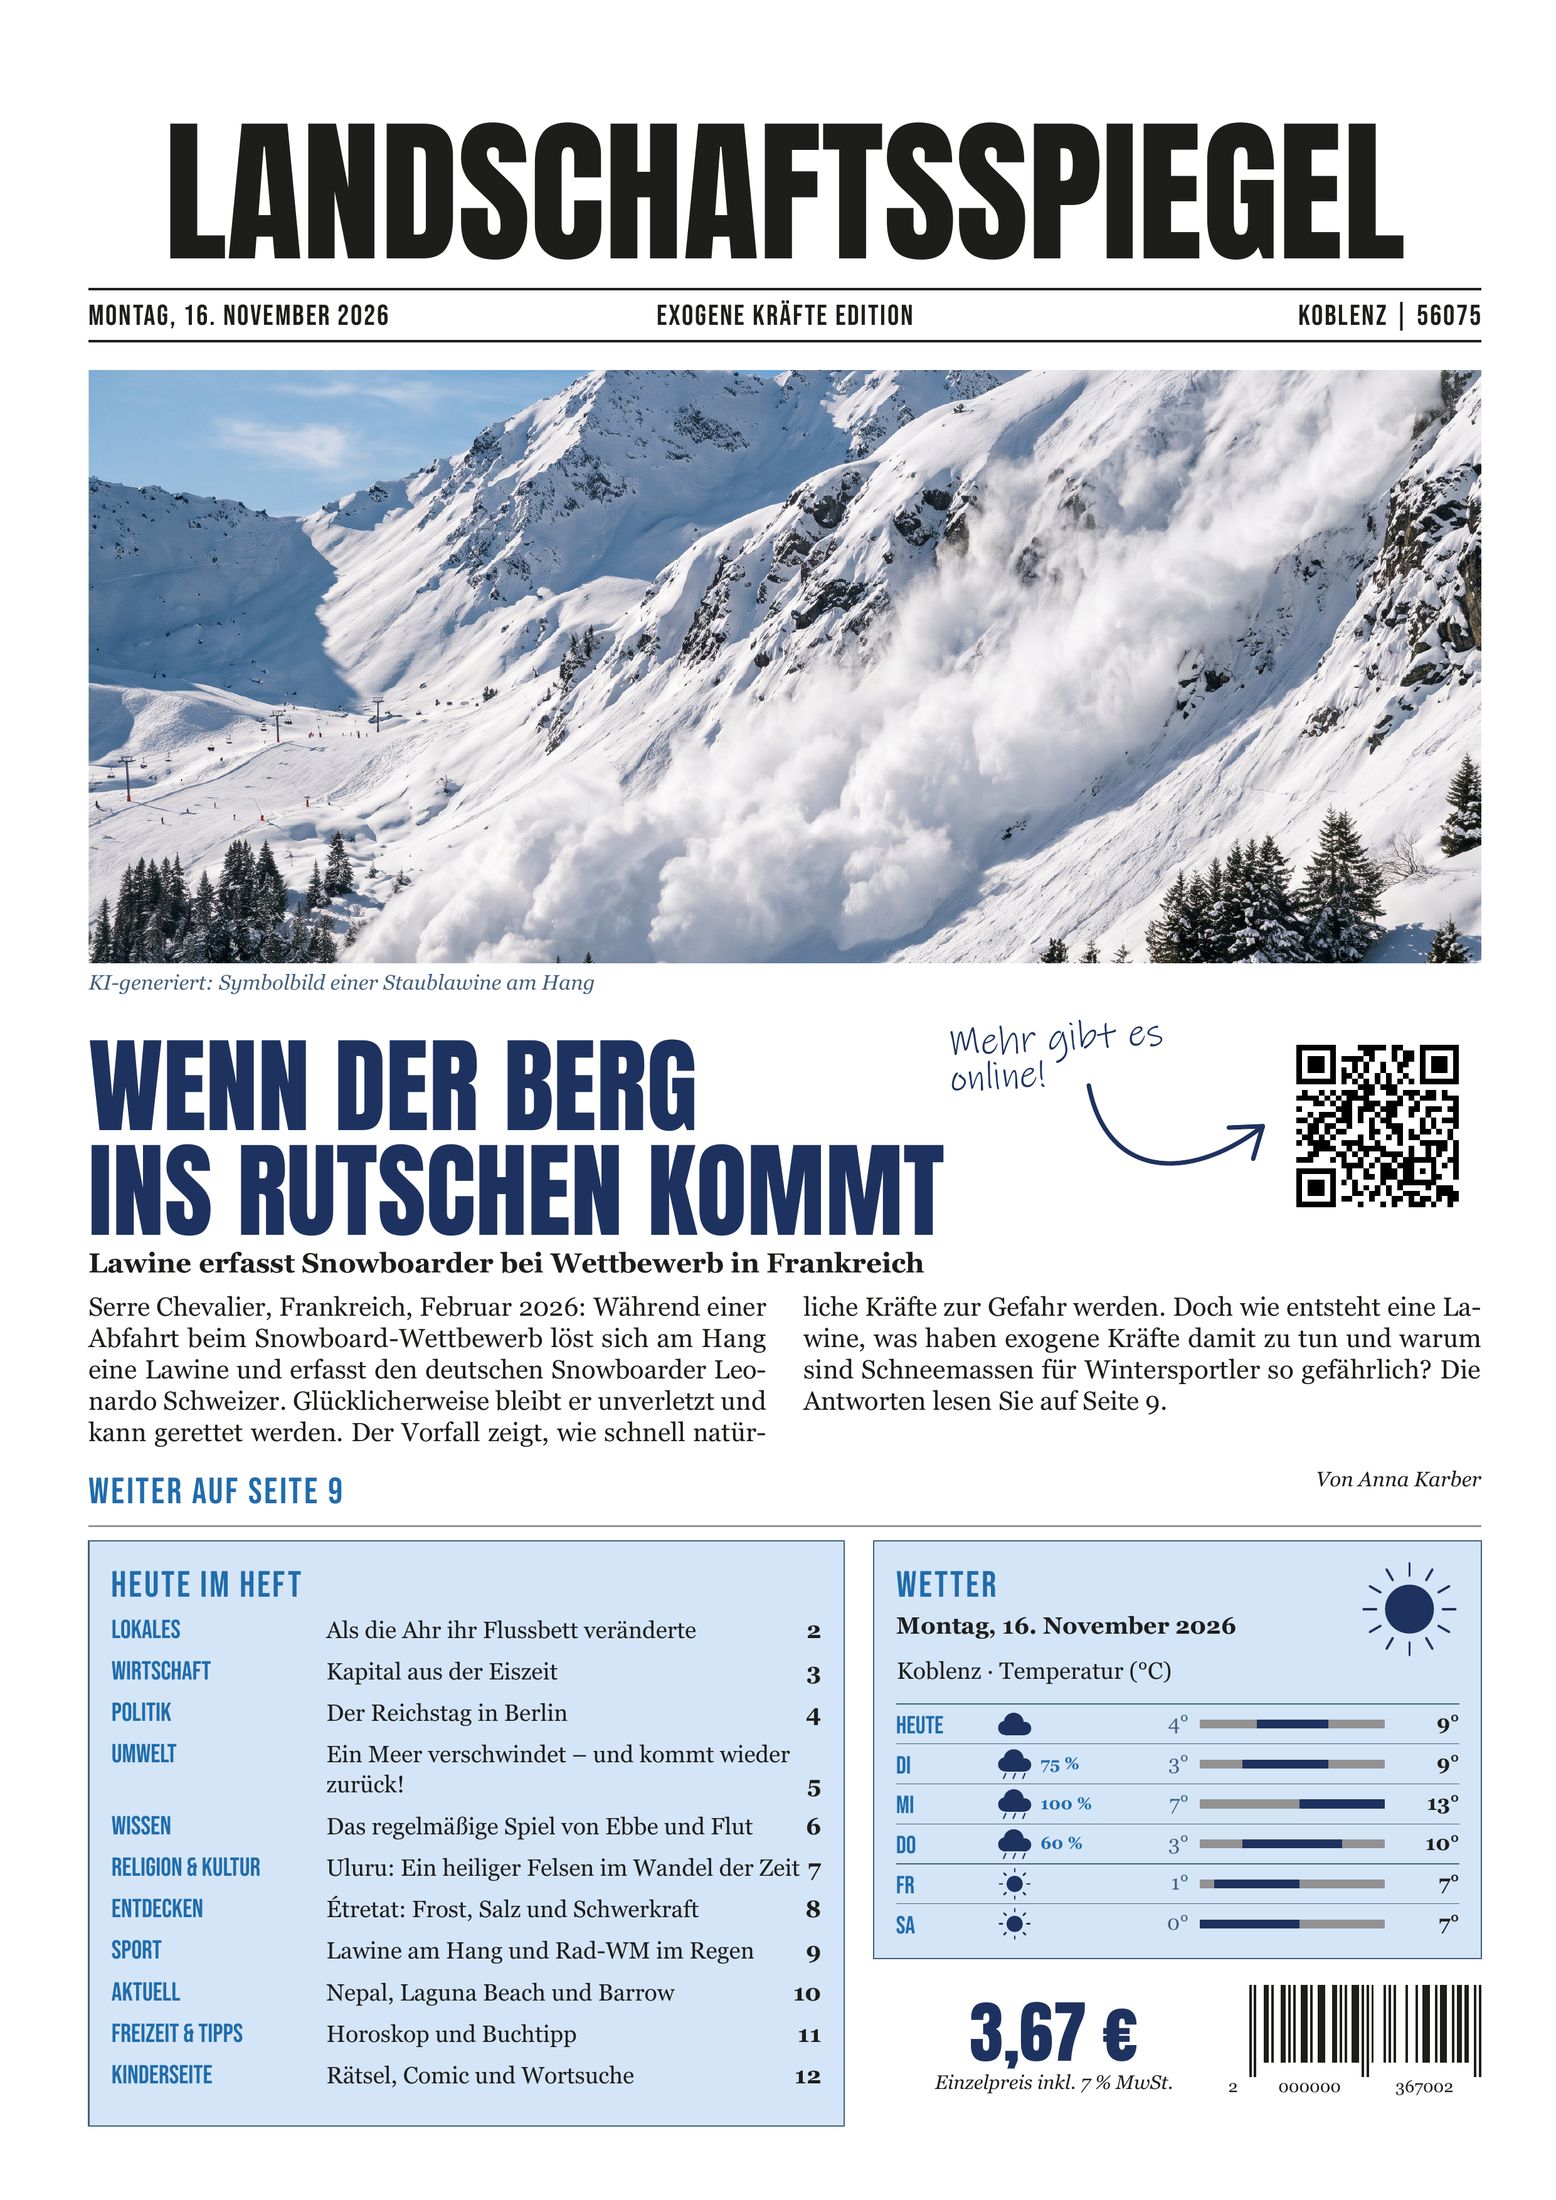 LANDSCHAFTSSPIEGEL
MONTAG, 16. NOVEMBER 2026 EXOGENE KRÄFTE EDITION KOBLENZ | 56075
KI-generiert: Symbolbild einer Staublawine am Hang
WENN DER BERG
INS RUTSCHEN KOMMT
Mehr gibt es
online!
Lawine erfasst Snowboarder bei Wettbewerb in Frankreich
Serre Chevalier, Frankreich, Februar 2026: Während einer
Abfahrt beim Snowboard-Wettbewerb löst sich am Hang
eine Lawine und erfasst den deutschen Snowboarder Leo-
nardo Schweizer. Glücklicherweise bleibt er unverletzt und
kann gerettet werden. Der Vorfall zeigt, wie schnell natür-
liche Kräfte zur Gefahr werden. Doch wie entsteht eine La-
wine, was haben exogene Kräfte damit zu tun und warum
sind Schneemassen für Wintersportler so gefährlich? Die
Antworten lesen Sie auf Seite 9.
WEITER AUF SEITE 9
Von Anna Karber
HEUTE IM HEFT
LOKALES Als die Ahr ihr Flussbett veränderte 2
WIRTSCHAFT Kapital aus der Eiszeit 3
POLITIK Der Reichstag in Berlin 4
UMWELT Ein Meer verschwindet – und kommt wieder
zurück! 5
WISSEN Das regelmäßige Spiel von Ebbe und Flut 6
RELIGION & KULTUR Uluru: Ein heiliger Felsen im Wandel der Zeit 7
ENTDECKEN Étretat: Frost, Salz und Schwerkraft 8
SPORT Lawine am Hang und Rad-WM im Regen 9
AKTUELL Nepal, Laguna Beach und Barrow 10
FREIZEIT & TIPPS Horoskop und Buchtipp 11
KINDERSEITE Rätsel, Comic und Wortsuche 12
WETTER
Montag, 16. November 2026
Koblenz · Temperatur (°C)
HEUTE 4° 9°
DI 75 % 3° 9°
MI 100 % 7° 13°
DO 60 % 3° 10°
FR 1° 7°
SA 0° 7°
3,67 €
Einzelpreis inkl. 7 % MwSt.
2 000000 367002